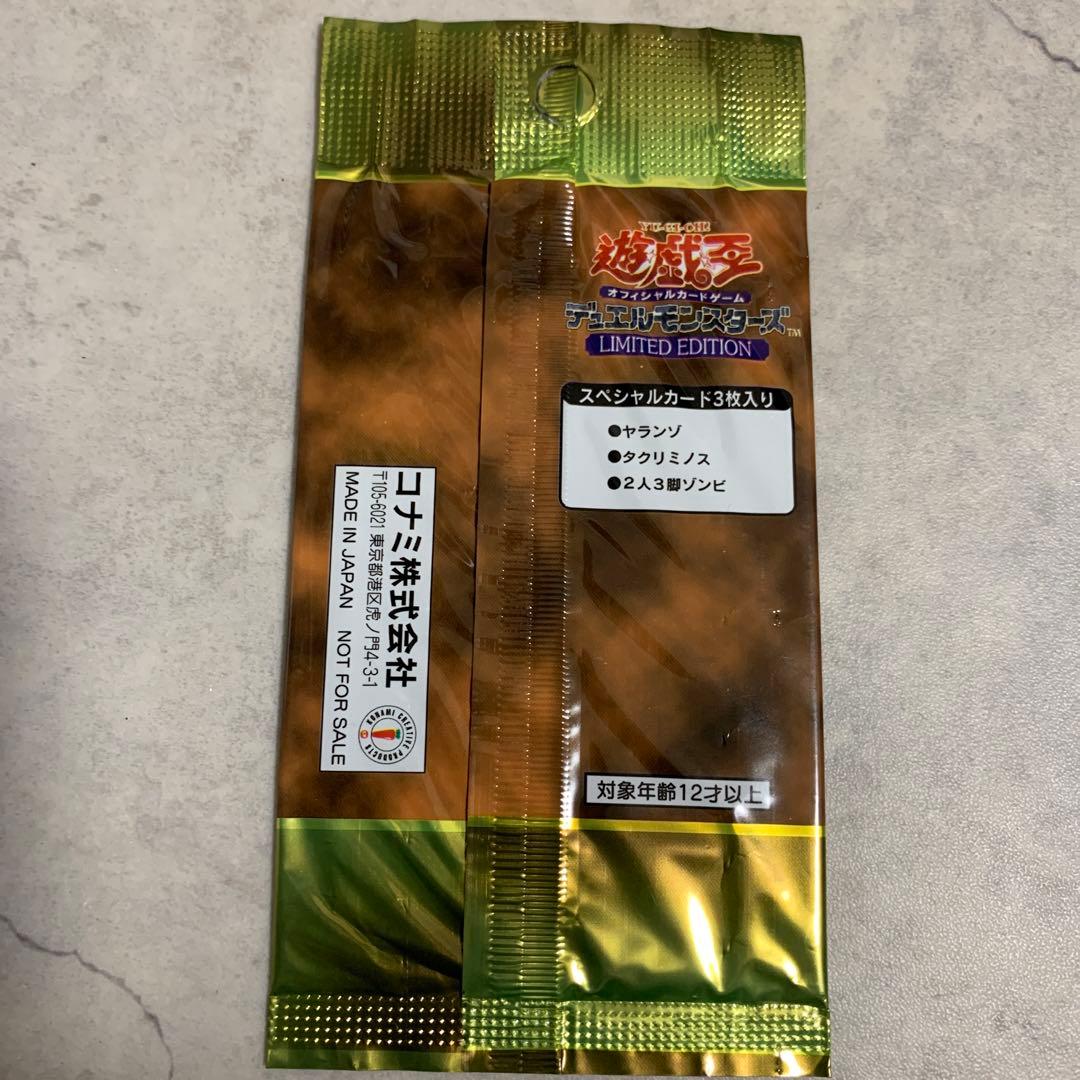 YU-GI-OH!
遊戯王
オフィシャルカードゲーム
デュエルモンスターズ™
LIMITED EDITION
スペシャルカード3枚入り
●ヤランゾ
●タクリミノス
●2人3脚ゾンビ
対象年齢12才以上
コナミ株式会社
〒105-6021 東京都港区虎ノ門4-3-1
MADE IN JAPAN NOT FOR SALE
KONAMI CREATIVE PRODUCTS